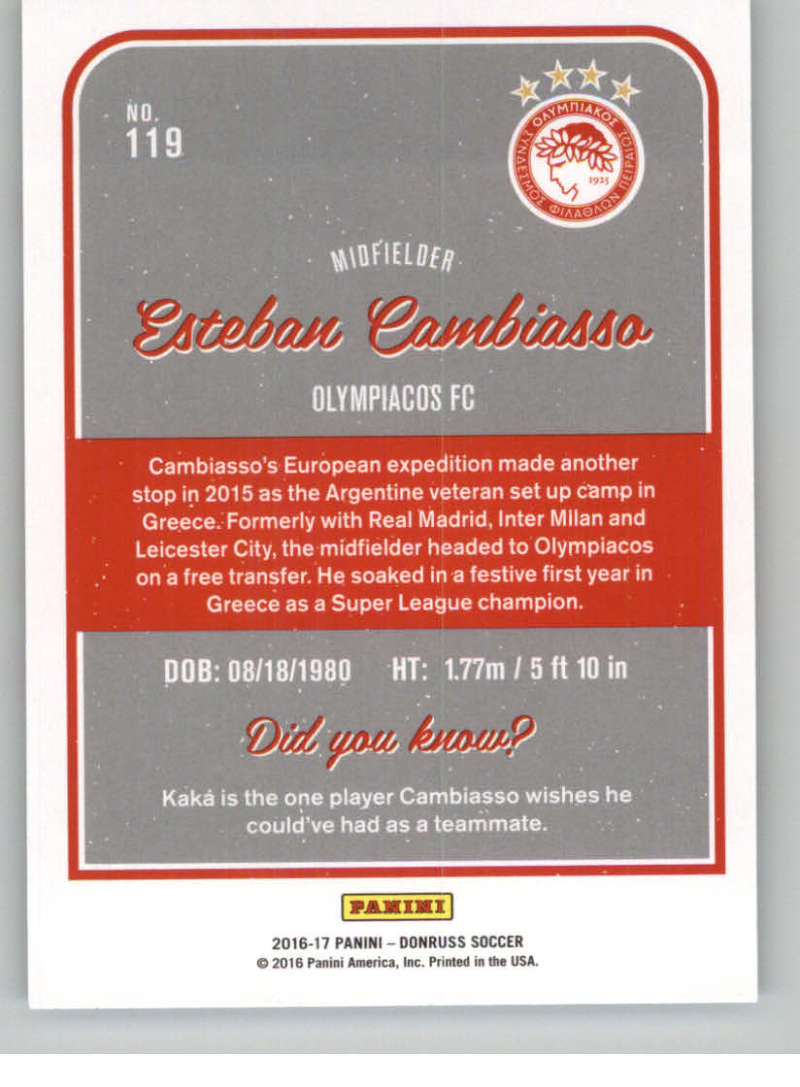 NO.
119
ΟΛΥΜΠΙΑΚΟΣ
ΣΥΝΔΕΣΜΟΣ ΦΙΛΑΘΛΩΝ ΠΕΙΡΑΙΩΣ
1925
MIDFIELDER
Esteban Cambiasso
OLYMPIACOS FC
Cambiasso's European expedition made another
stop in 2015 as the Argentine veteran set up camp in
Greece. Formerly with Real Madrid, Inter Milan and
Leicester City, the midfielder headed to Olympiacos
on a free transfer. He soaked in a festive first year in
Greece as a Super League champion.
DOB: 08/18/1980 HT: 1.77m / 5 ft 10 in
Did you know?
Kaká is the one player Cambiasso wishes he
could've had as a teammate.
PANINI
2016-17 PANINI – DONRUSS SOCCER
© 2016 Panini America, Inc. Printed in the USA.